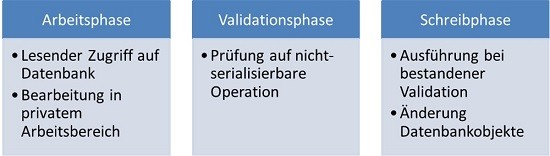 Arbeitsphase
•Lesender Zugriff auf
Datenbank
•Bearbeitung in
privatem
Arbeitsbereich
Validationsphase
•Prüfung auf nicht-
serialisierbare
Operation
Schreibphase
•Ausführung bei
bestandener
Validation
•Änderung
Datenbankobjekte